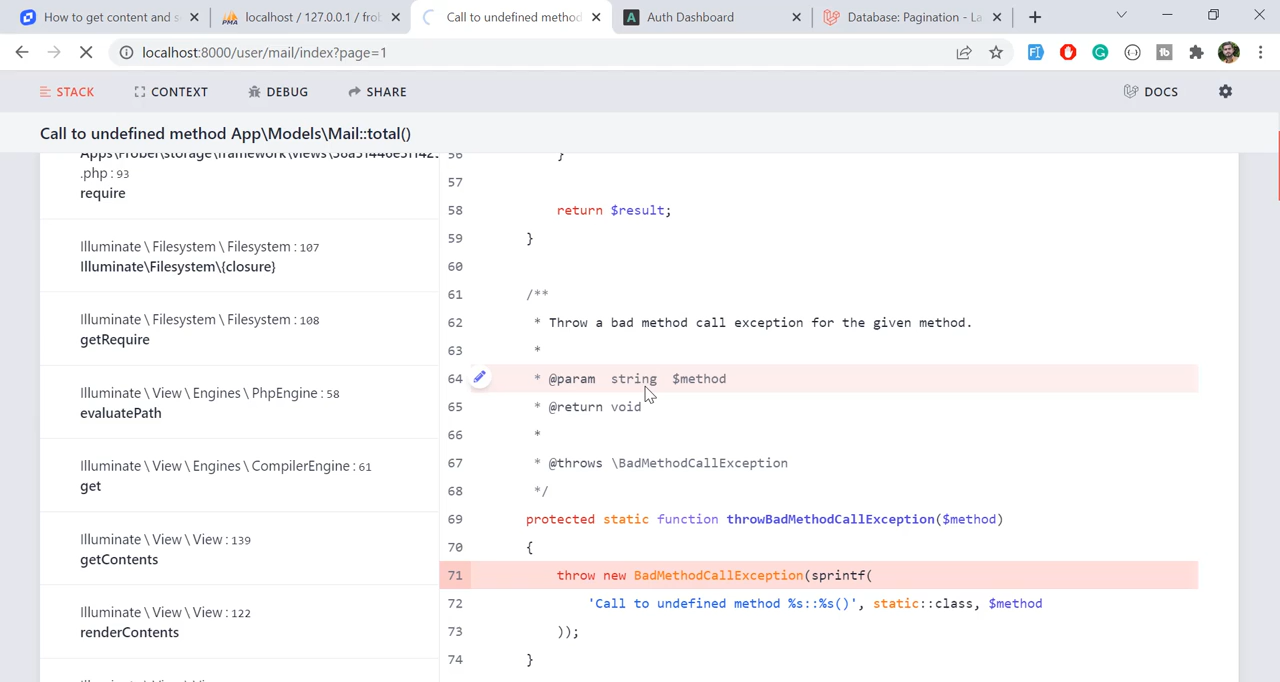 How to get content and s
localhost / 127.0.0.1 / frob
Call to undefined method
Auth Dashboard
Database: Pagination - La
localhost:8000/user/mail/index?page=1
STACK
CONTEXT
DEBUG
SHARE
DOCS
Call to undefined method App\Models\Mail::total()
.php : 93
require
Illuminate \ Filesystem \ Filesystem : 107
Illuminate\Filesystem\{closure}
Illuminate \ Filesystem \ Filesystem : 108
getRequire
Illuminate \ View \ Engines \ PhpEngine : 58
evaluatePath
Illuminate \ View \ Engines \ CompilerEngine : 61
get
Illuminate \ View \ View : 139
getContents
Illuminate \ View \ View : 122
renderContents
56 }
57
58 return $result;
59 }
60
61 /**
62 * Throw a bad method call exception for the given method.
63 *
64 * @param string $method
65 * @return void
66 *
67 * @throws \BadMethodCallException
68 */
69 protected static function throwBadMethodCallException($method)
70 {
71 throw new BadMethodCallException(sprintf(
72 'Call to undefined method %s::%s()', static::class, $method
73 ));
74 }